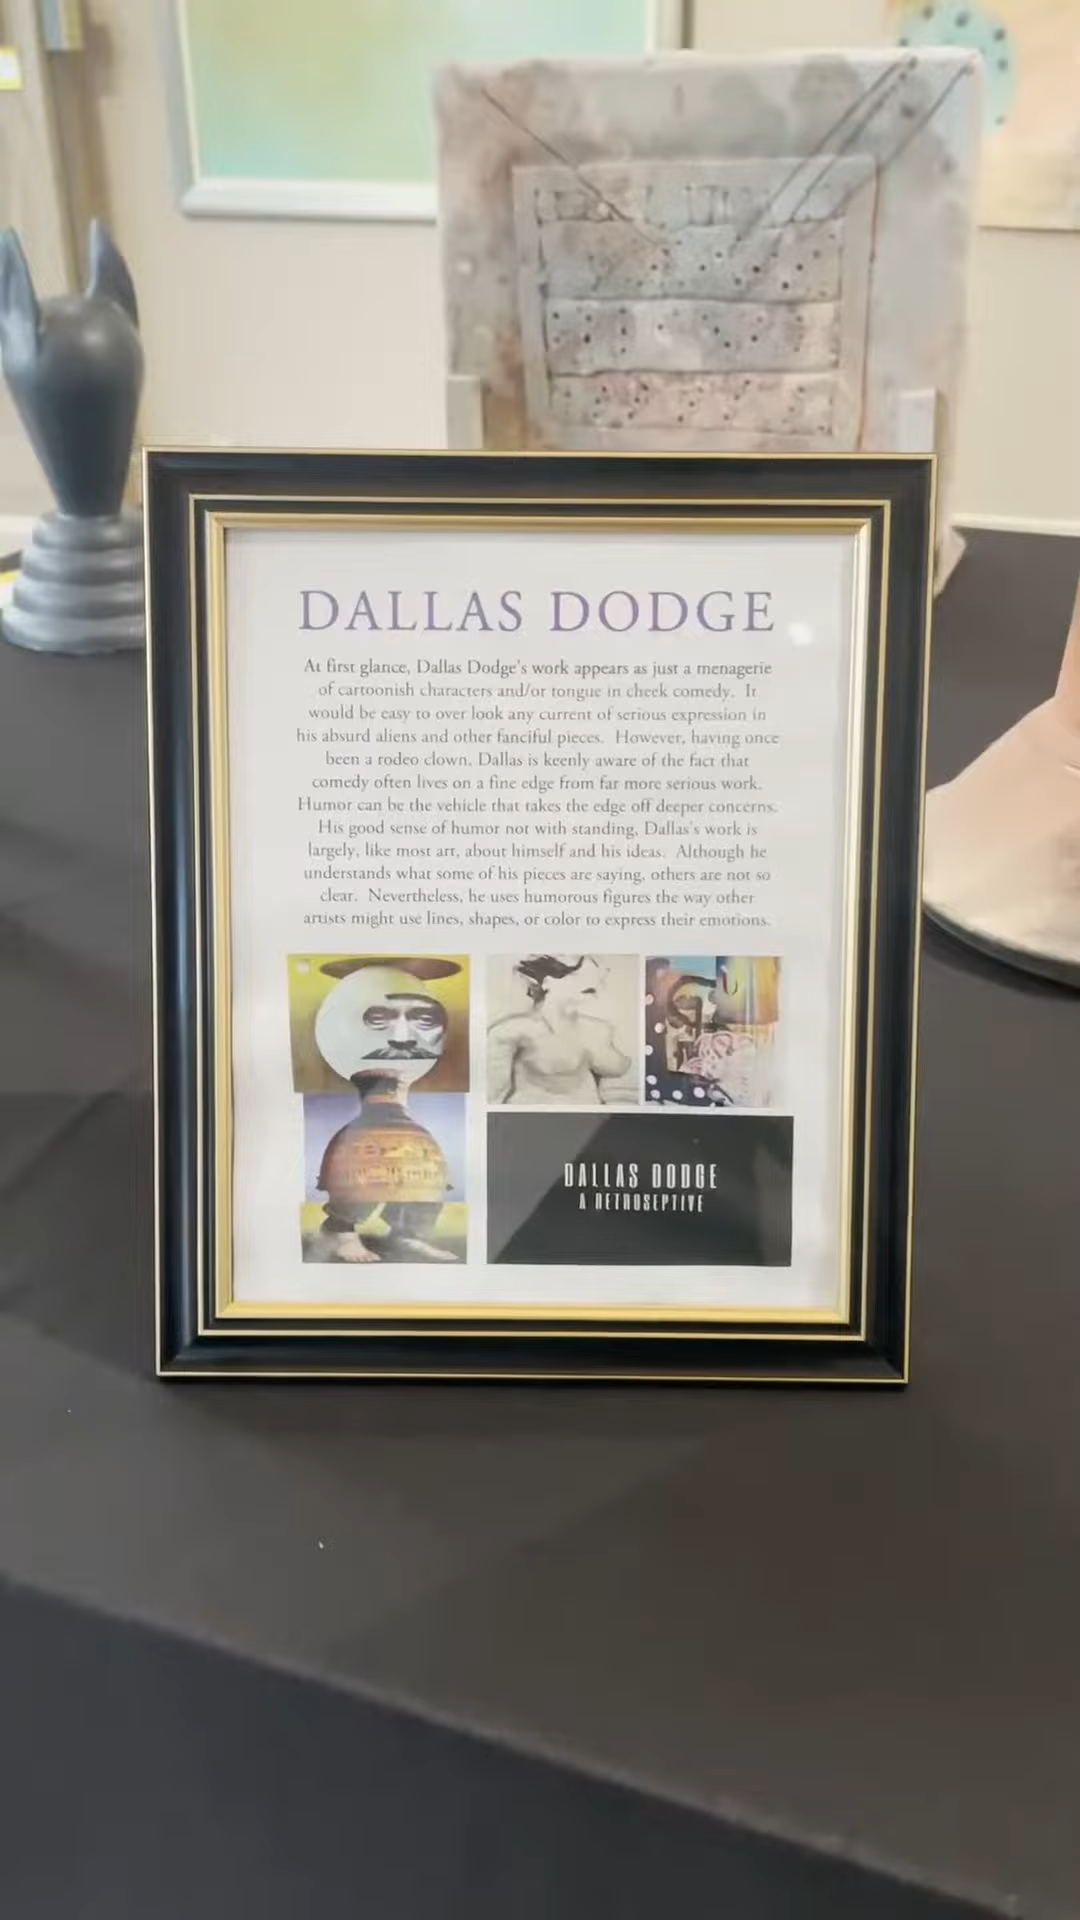 DALLAS DODGE
At first glance, Dallas Dodge's work appears as just a menagerie
of cartoonish characters and/or tongue in cheek comedy. It
would be easy to over look any current of serious expression in
his absurd aliens and other fanciful pieces. However, having once
been a rodeo clown, Dallas is keenly aware of the fact that
comedy often lives on a fine edge from far more serious work.
Humor can be the vehicle that takes the edge off deeper concerns.
His good sense of humor not with standing, Dallas's work is
largely, like most art, about himself and his ideas. Although he
understands what some of his pieces are saying, others are not so
clear. Nevertheless, he uses humorous figures the way other
artists might use lines, shapes, or color to express their emotions.
DALLAS DODGE
A RETROSEPTIVE